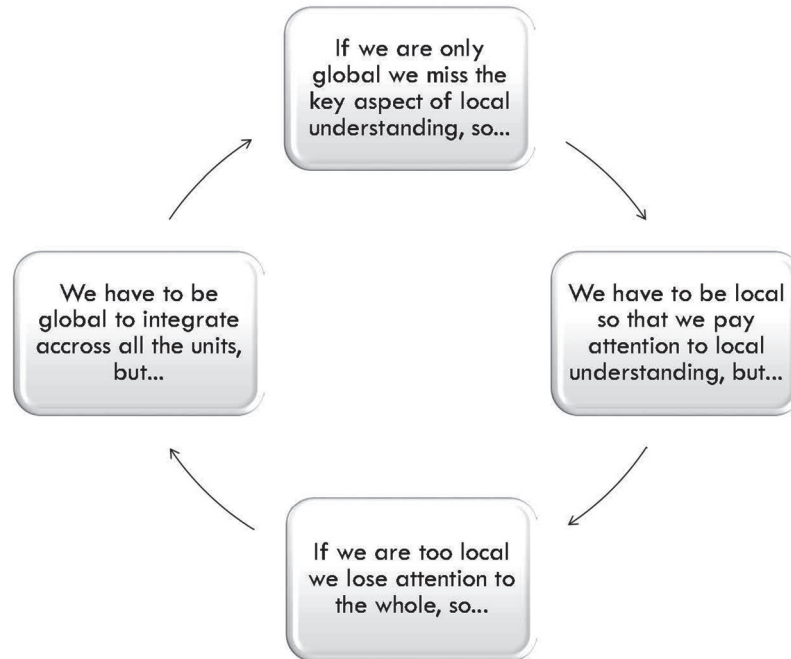 If we are only
global we miss the
key aspect of local
understanding, so...
We have to be local
so that we pay
attention to local
understanding, but...
If we are too local
we lose attention to
the whole, so...
We have to be
global to integrate
accross all the units,
but...